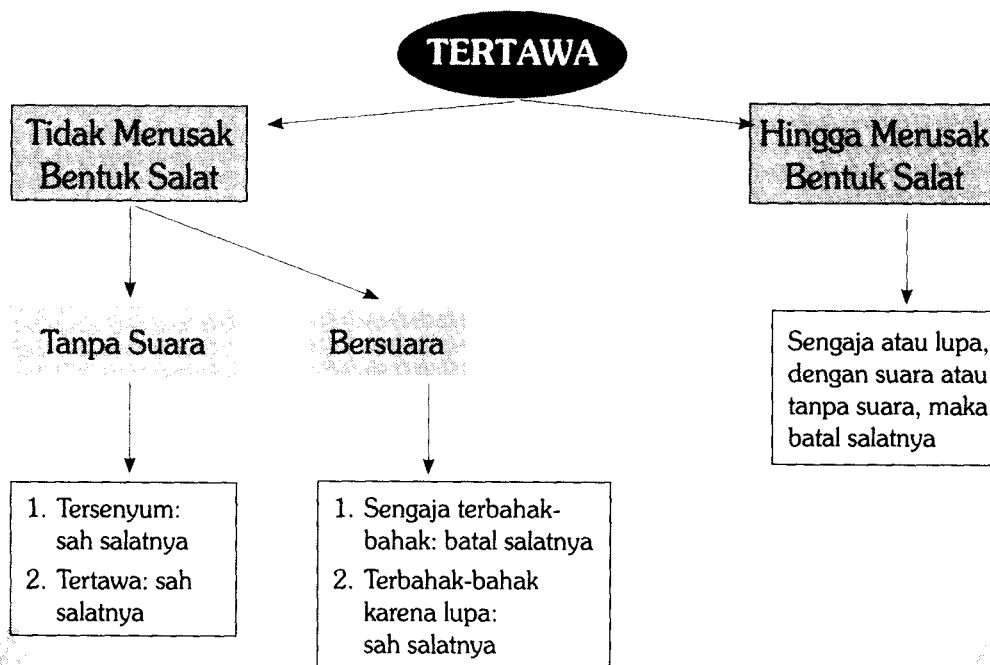 TERTAWA
Tidak Merusak
Bentuk Salat
Hingga Merusak
Bentuk Salat
Tanpa Suara
Bersuara
Sengaja atau lupa,
dengan suara atau
tanpa suara, maka
batal salatnya
1. Tersenyum:
sah salatnya
2. Tertawa: sah
salatnya
1. Sengaja terbahak-
bahak: batal salatnya
2. Terbahak-bahak
karena lupa:
sah salatnya